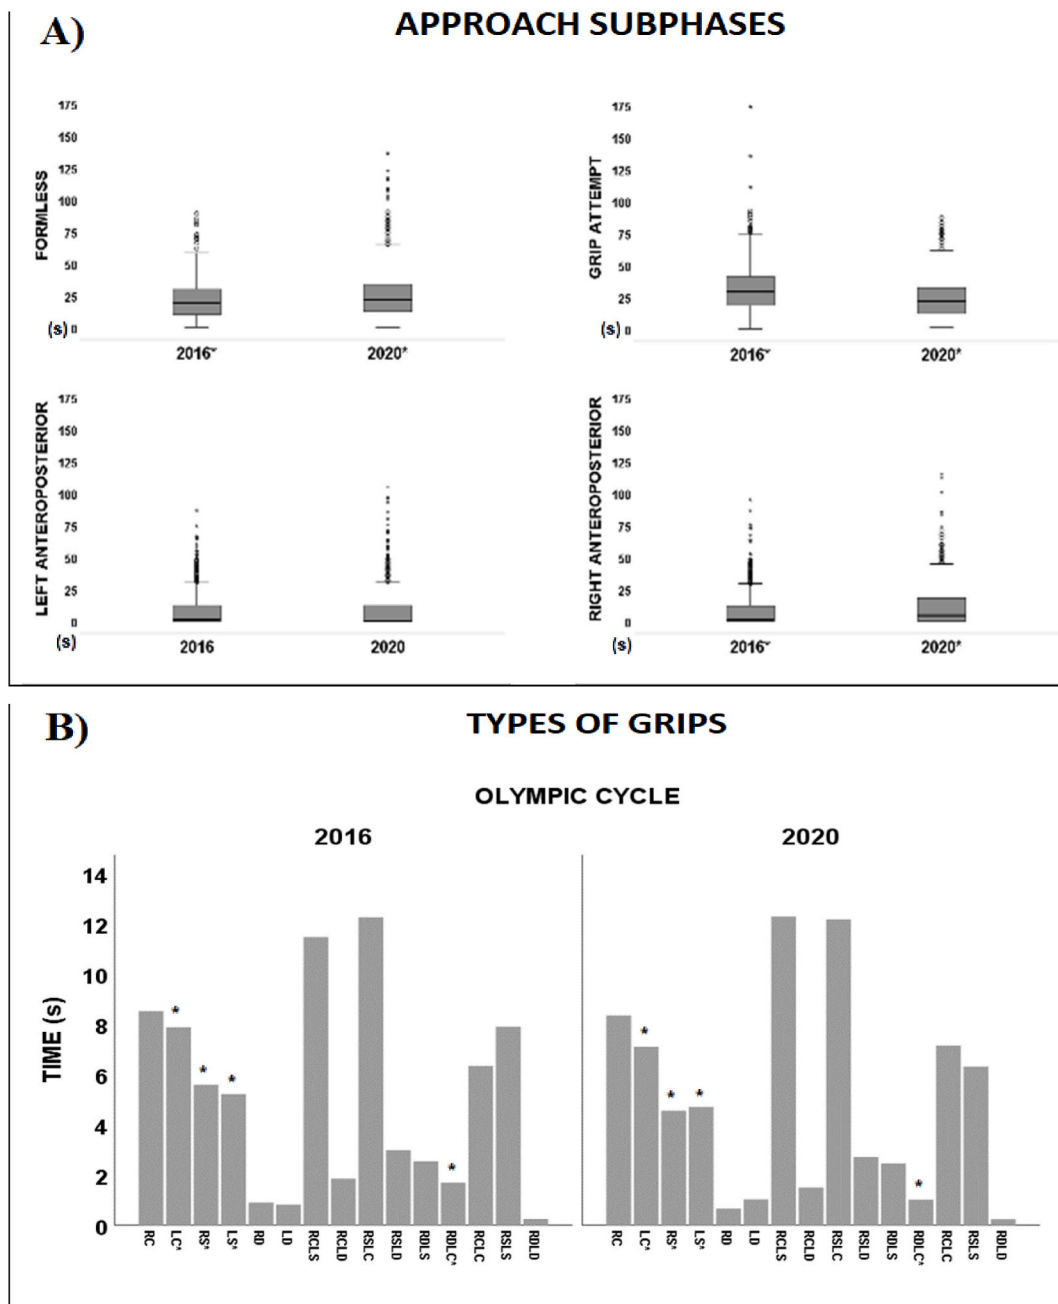 A)
APPROACH SUBPHASES
FORMLESS
175
150
125
100
75
50
25
0
(s)
2016*
2020*
GRIP ATTEMPT
175
150
125
100
75
50
25
0
(s)
2016*
2020*
LEFT ANTEROPOSTERIOR
175
150
125
100
75
50
25
0
(s)
2016
2020
RIGHT ANTEROPOSTERIOR
175
150
125
100
75
50
25
0
(s)
2016*
2020*
B)
TYPES OF GRIPS
OLYMPIC CYCLE
2016
2020
TIME (s)
14
12
10
8
6
4
2
0
*
*
*
*
RC
LC*
RS*
LS*
RD
LD
RCLS
RCLD
RSLC
RSLD
RDLS
RDLC*
RCLC
RSLS
RDLD
*
*
*
*
RC
LC*
RS*
LS*
RD
LD
RCLS
RCLD
RSLC
RSLD
RDLS
RDLC*
RCLC
RSLS
RDLD